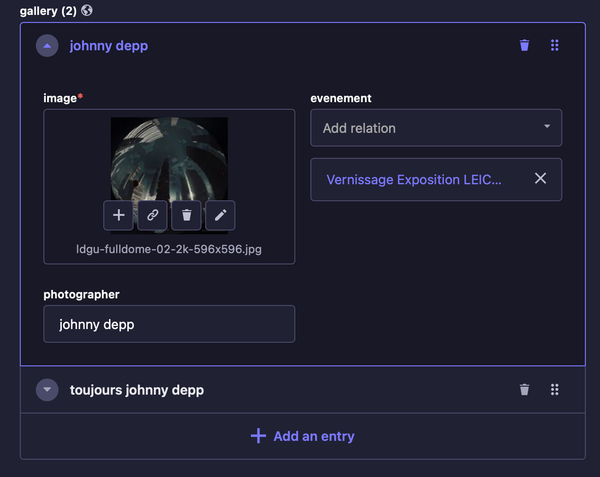 gallery (2)
johnny depp
image*
evenement
Add relation
Vernissage Exposition LEIC...
ldgu-fulldome-02-2k-596x596.jpg
photographer
johnny depp
toujours johnny depp
Add an entry